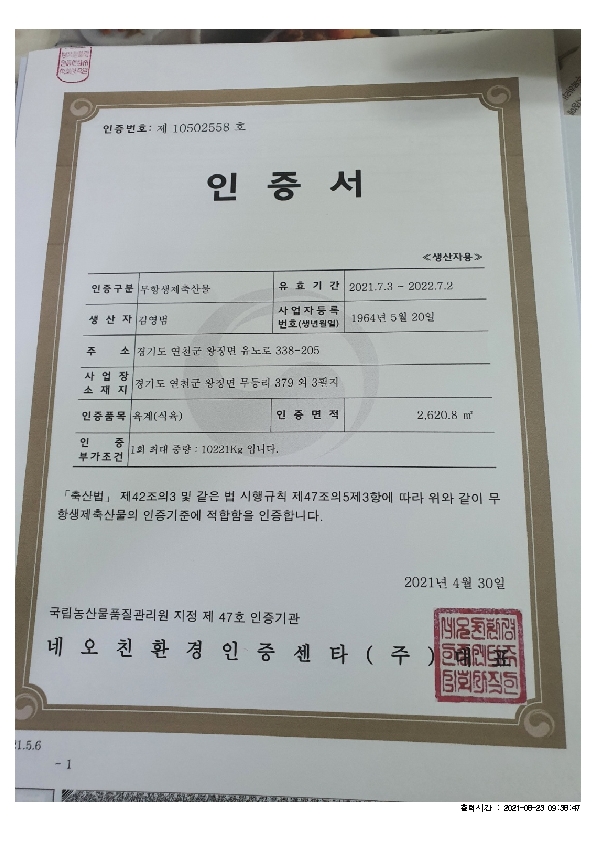 인증번호: 제 10502558 호
인 증 서
≪생산자용≫
인증구분 무항생제축산물 유 효 기 간 2021.7.3 ~ 2022.7.2
생 산 자 김영범 사업자등록 번호(생년월일) 1964년 5월 20일
주 소 경기도 연천군 왕징면 유노로 338-205
사 업 장 소 재 지 경기도 연천군 왕징면 무등리 379 외 3필지
인증품목 육계(식육) 인 증 면 적 2,620.8 ㎡
인 증 부가조건 1회 최대 중량 : 10221Kg 입니다.
「축산법」 제42조의3 및 같은 법 시행규칙 제47조의5제3항에 따라 위와 같이 무
항생제축산물의 인증기준에 적합함을 인증합니다.
2021년 4월 30일
국립농산물품질관리원 지정 제 47호 인증기관
네 오 친 환 경 인 증 센 타 ( 주 ) 대 표
21.5.6
- 1
출력시간 : 2021-08-23 09:38:47